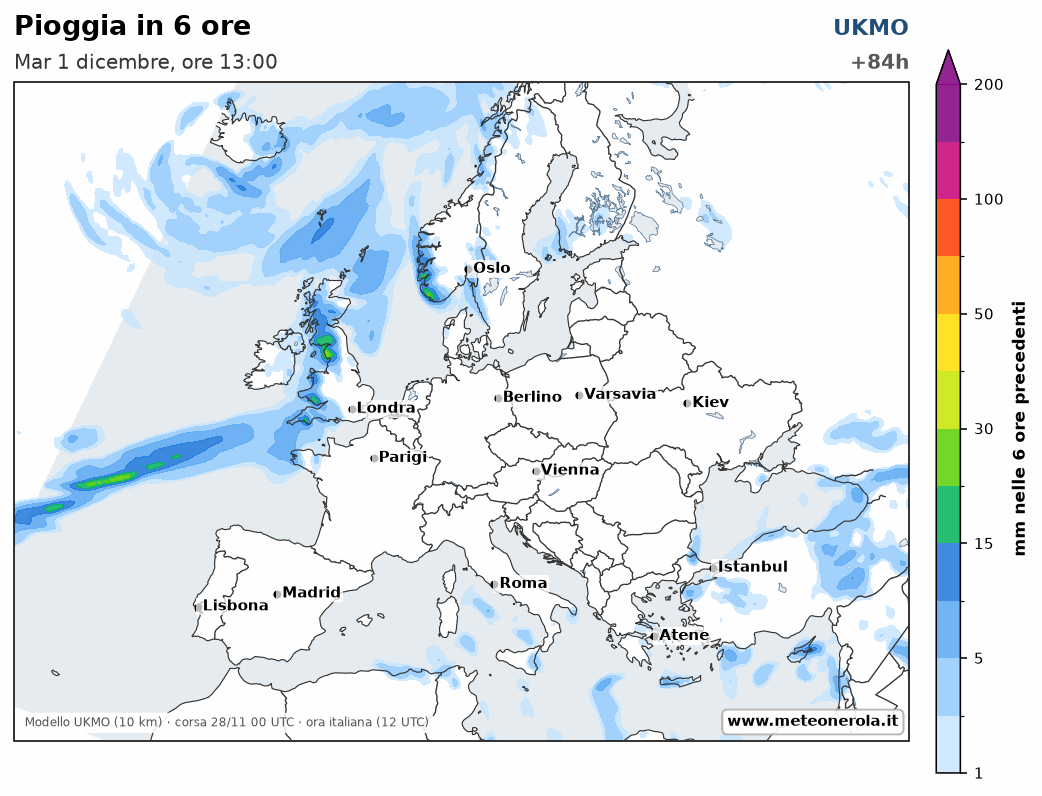 Pioggia in 6 ore
UKMO
Mar 1 dicembre, ore 13:00
+84h
200
100
50
30
15
5
1
mm nelle 6 ore precedenti
Oslo
Londra
Berlino
Varsavia
Kiev
Parigi
Vienna
Istanbul
Roma
Madrid
Lisbona
Atene
Modello UKMO (10 km) · corsa 28/11 00 UTC · ora italiana (12 UTC)
www.meteonerola.it